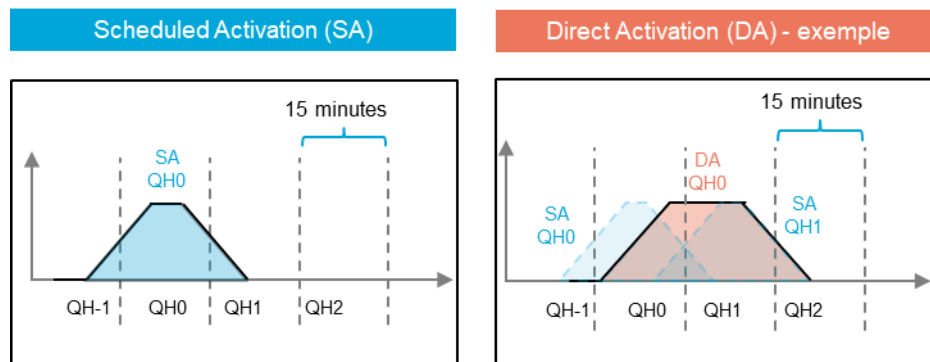 Scheduled Activation (SA)
15 minutes
SA
QH0
QH-1
QH0
QH1
QH2
Direct Activation (DA) - exemple
15 minutes
DA
QH0
SA
QH0
SA
QH1
QH-1
QH0
QH1
QH2